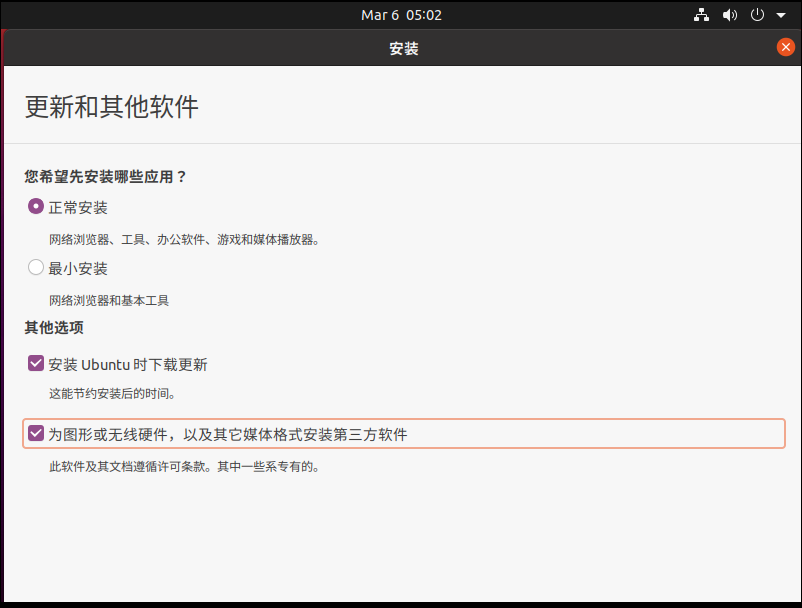 Mar 6 05:02
安装
更新和其他软件
您希望先安装哪些应用？
正常安装
网络浏览器、工具、办公软件、游戏和媒体播放器。
最小安装
网络浏览器和基本工具
其他选项
安装 Ubuntu 时下载更新
这能节约安装后的时间。
为图形或无线硬件，以及其它媒体格式安装第三方软件
此软件及其文档遵循许可条款。其中一些系专有的。